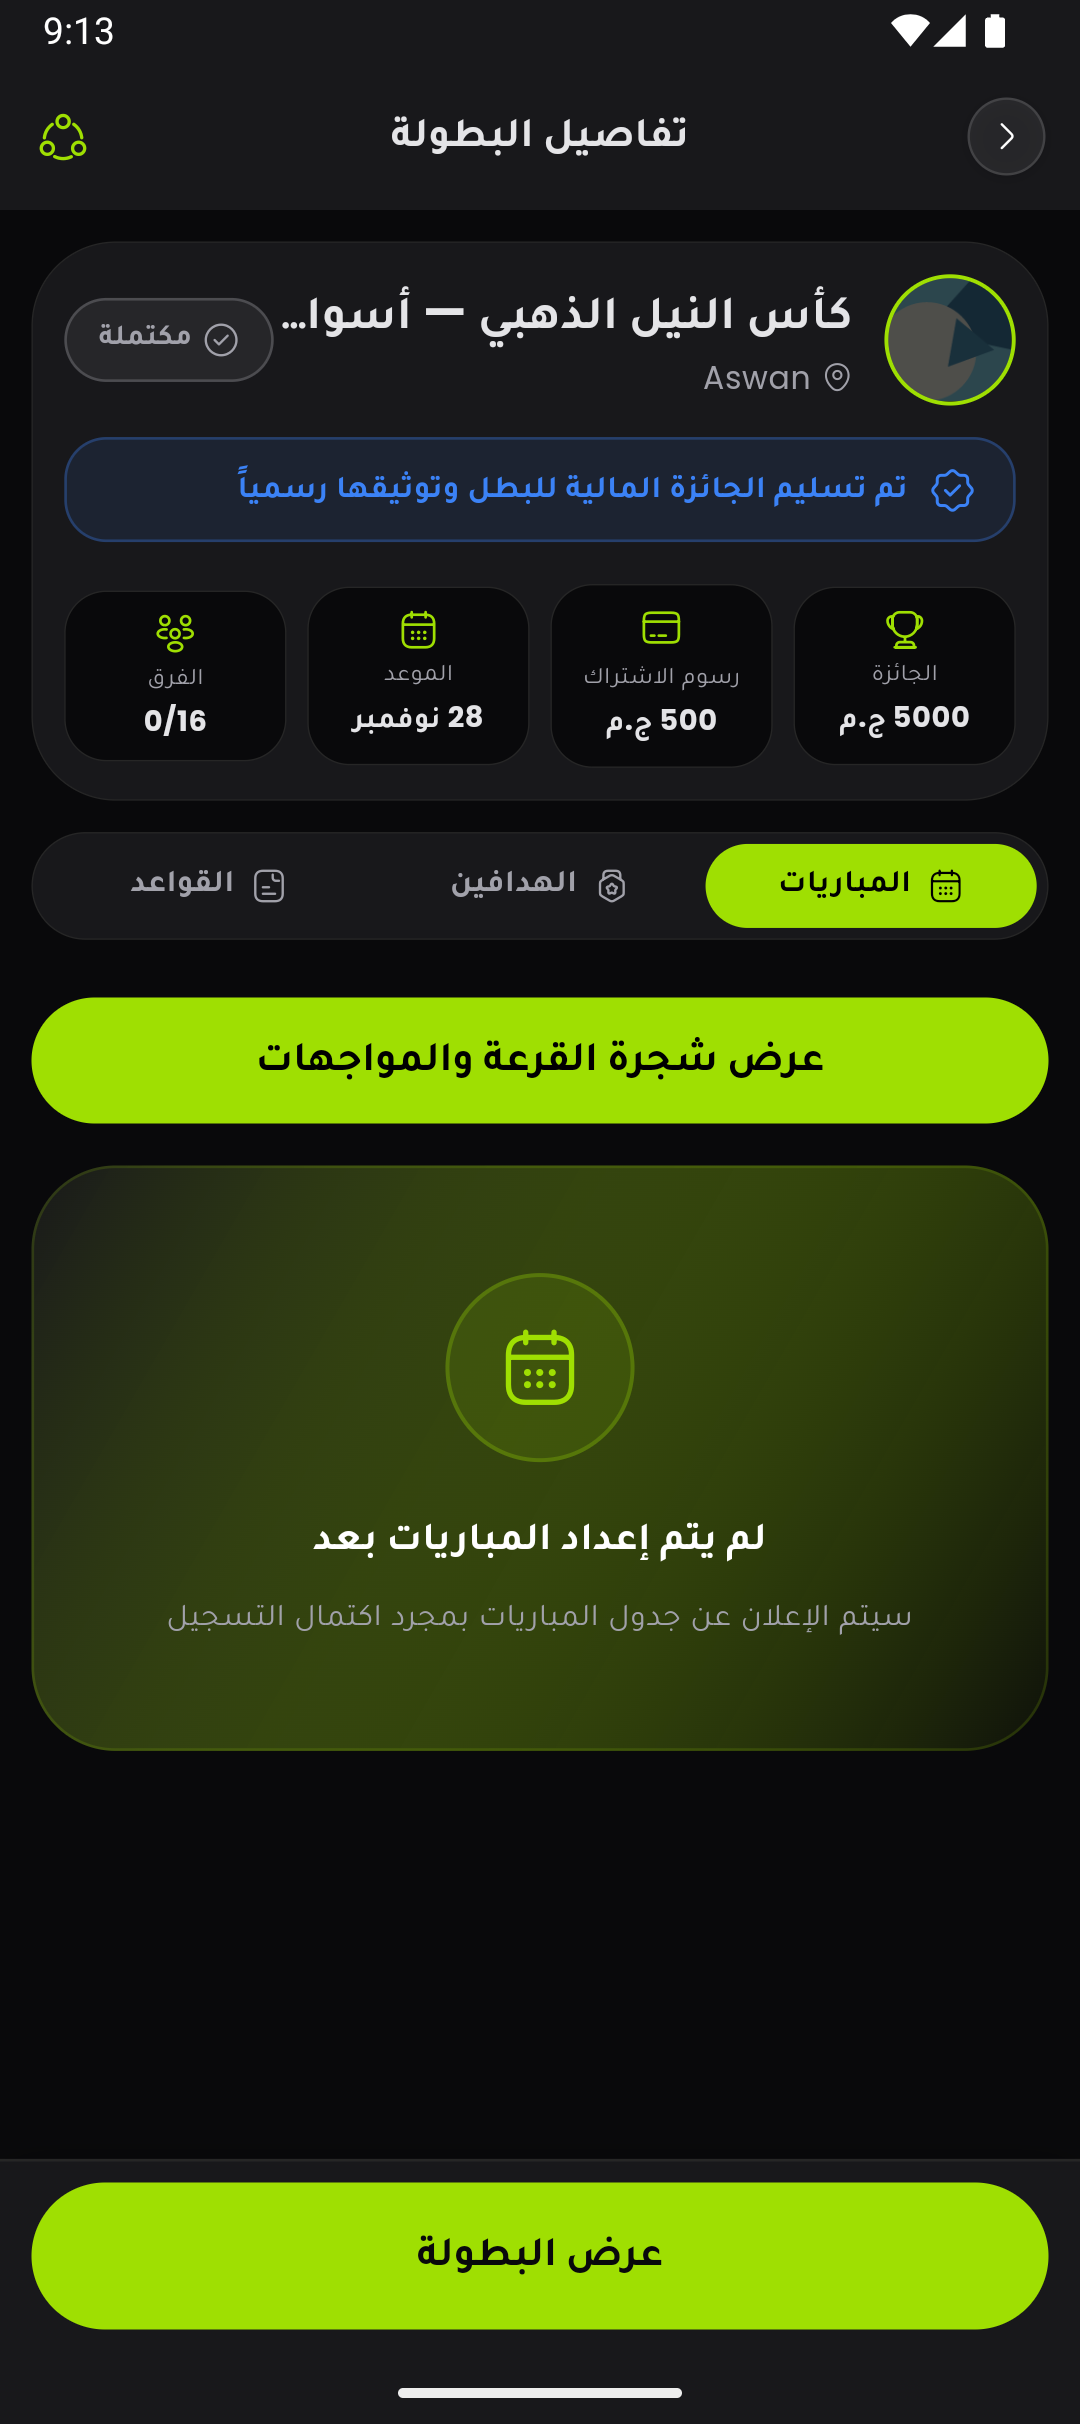 9:13
تفاصيل البطولة
كأس النيل الذهبي — أسوا...
Aswan
مكتملة
تم تسليم الجائزة المالية للبطل وتوثيقها رسمياً
الجائزة
5000 ج.م
رسوم الاشتراك
500 ج.م
الموعد
28 نوفمبر
الفرق
0/16
المباريات
الهدافين
القواعد
عرض شجرة القرعة والمواجهات
لم يتم إعداد المباريات بعد
سيتم الإعلان عن جدول المباريات بمجرد اكتمال التسجيل
عرض البطولة